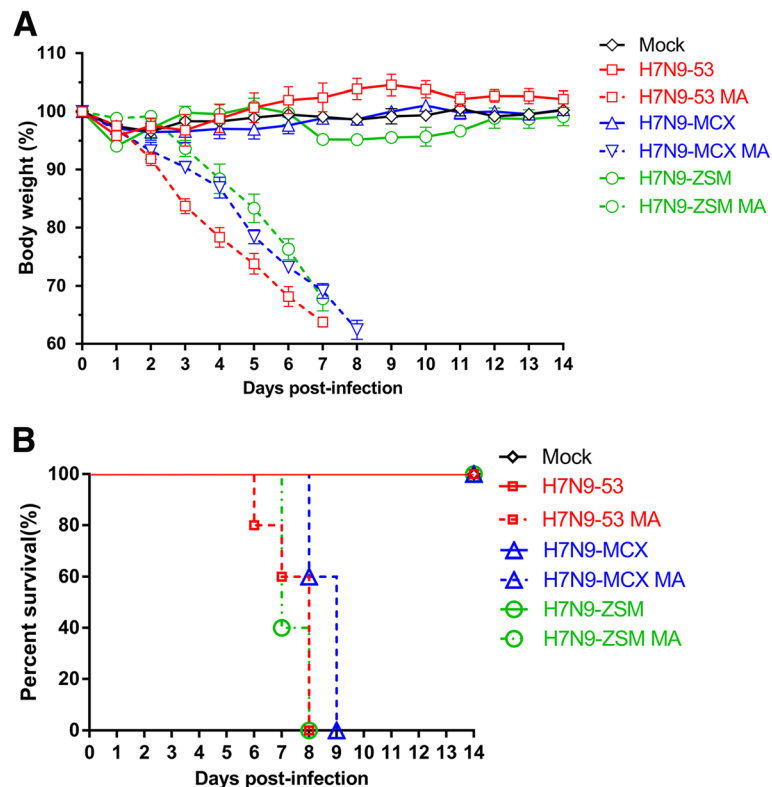 A
Body weight (%)
110
100
90
80
70
60
0 1 2 3 4 5 6 7 8 9 10 11 12 13 14
Days post-infection
Mock
H7N9-53
H7N9-53 MA
H7N9-MCX
H7N9-MCX MA
H7N9-ZSM
H7N9-ZSM MA
B
Percent survival(%)
100
80
60
40
20
0
0 1 2 3 4 5 6 7 8 9 10 11 12 13 14
Days post-infection
Mock
H7N9-53
H7N9-53 MA
H7N9-MCX
H7N9-MCX MA
H7N9-ZSM
H7N9-ZSM MA